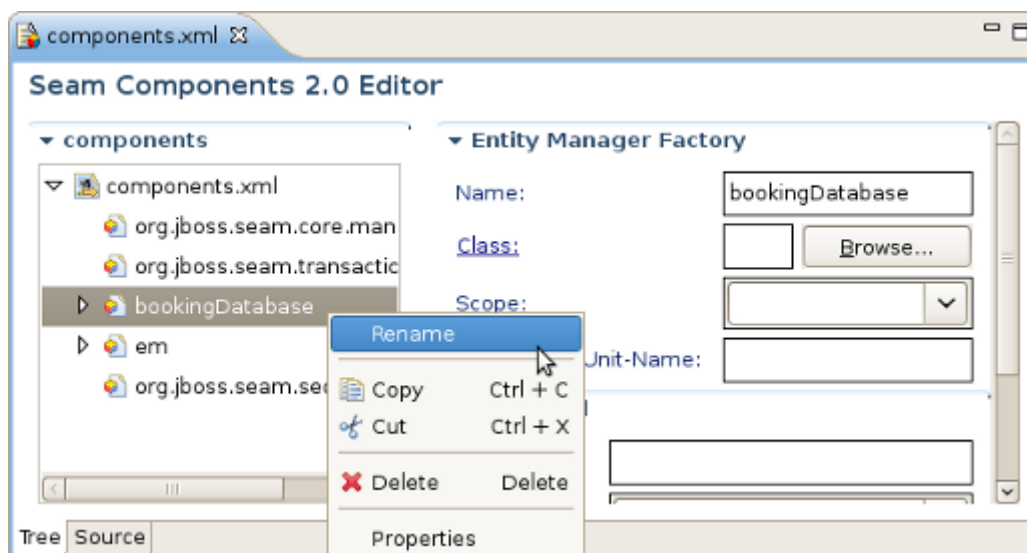 components.xml
Seam Components 2.0 Editor
components
components.xml
org.jboss.seam.core.man
org.jboss.seam.transactic
bookingDatabase
em
org.jboss.seam.sec
Entity Manager Factory
Name: bookingDatabase
Class: Browse...
Scope:
Unit-Name:
Rename
Copy Ctrl + C
Cut Ctrl + X
Delete Delete
Properties
Tree Source